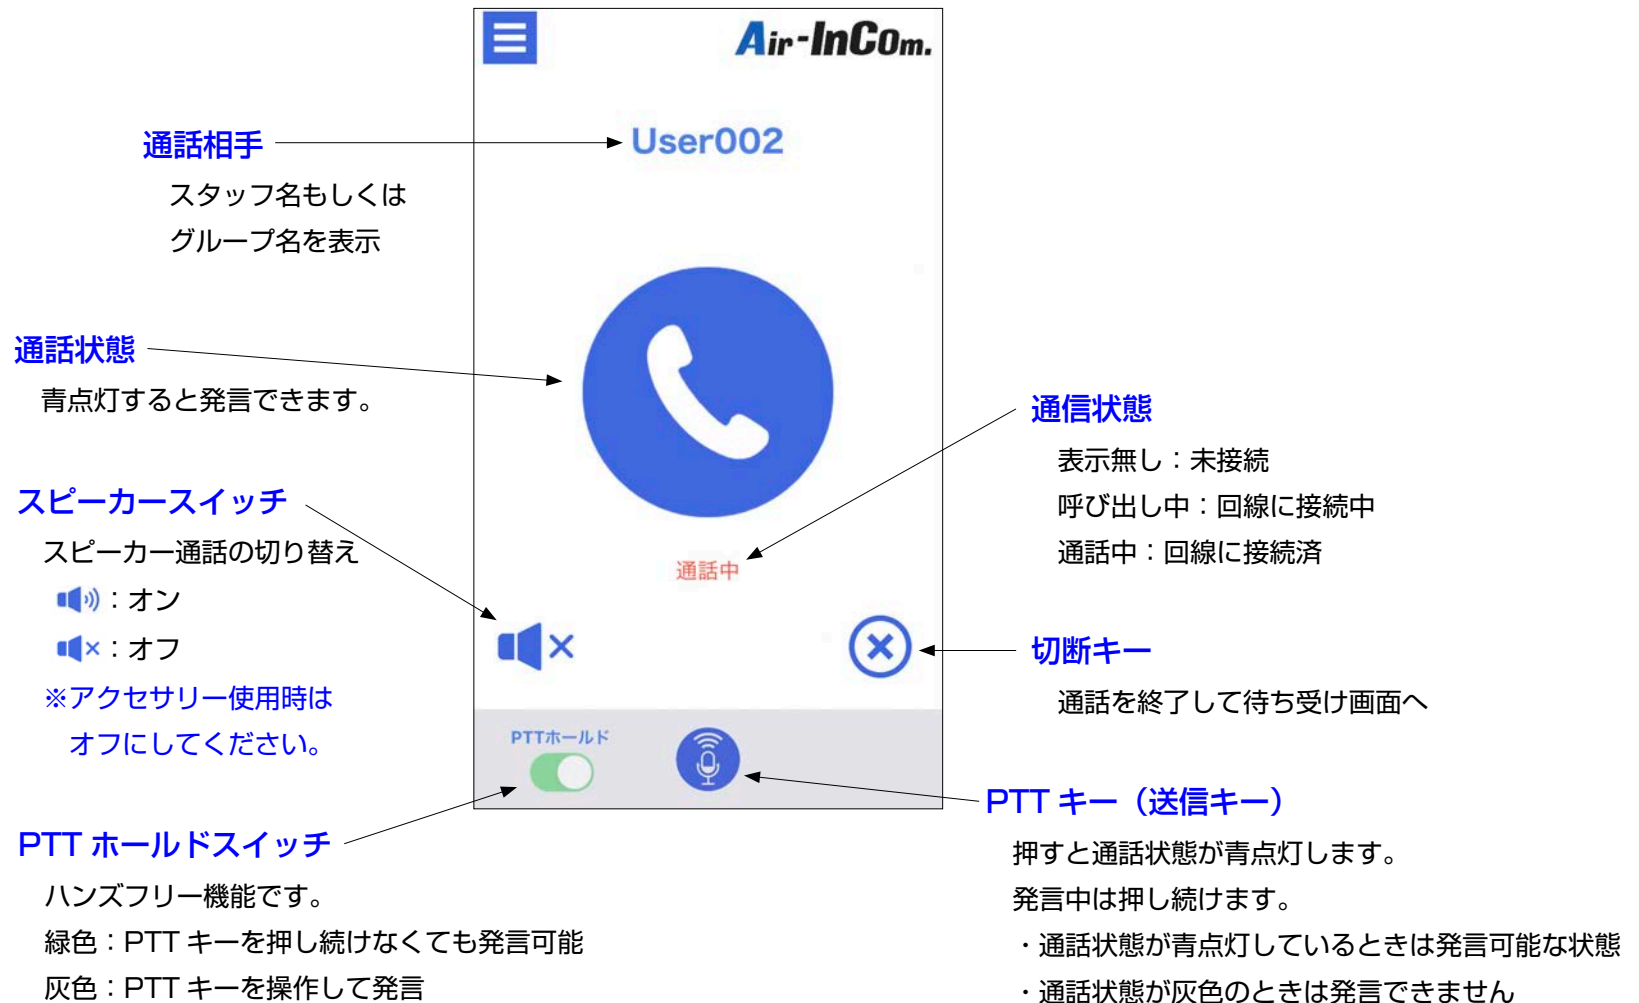 Air-InCom.
User002
通話相手
スタッフ名もしくは
グループ名を表示
通話状態
青点灯すると発言できます。
スピーカースイッチ
スピーカー通話の切り替え
：オン
：オフ
※アクセサリー使用時は
オフにしてください。
PTT ホールドスイッチ
ハンズフリー機能です。
緑色：PTT キーを押し続けなくても発言可能
灰色：PTT キーを操作して発言
通話中
PTTホールド
通信状態
表示無し：未接続
呼び出し中：回線に接続中
通話中：回線に接続済
切断キー
通話を終了して待ち受け画面へ
PTT キー（送信キー）
押すと通話状態が青点灯します。
発言中は押し続けます。
・通話状態が青点灯しているときは発言可能な状態
・通話状態が灰色のときは発言できません